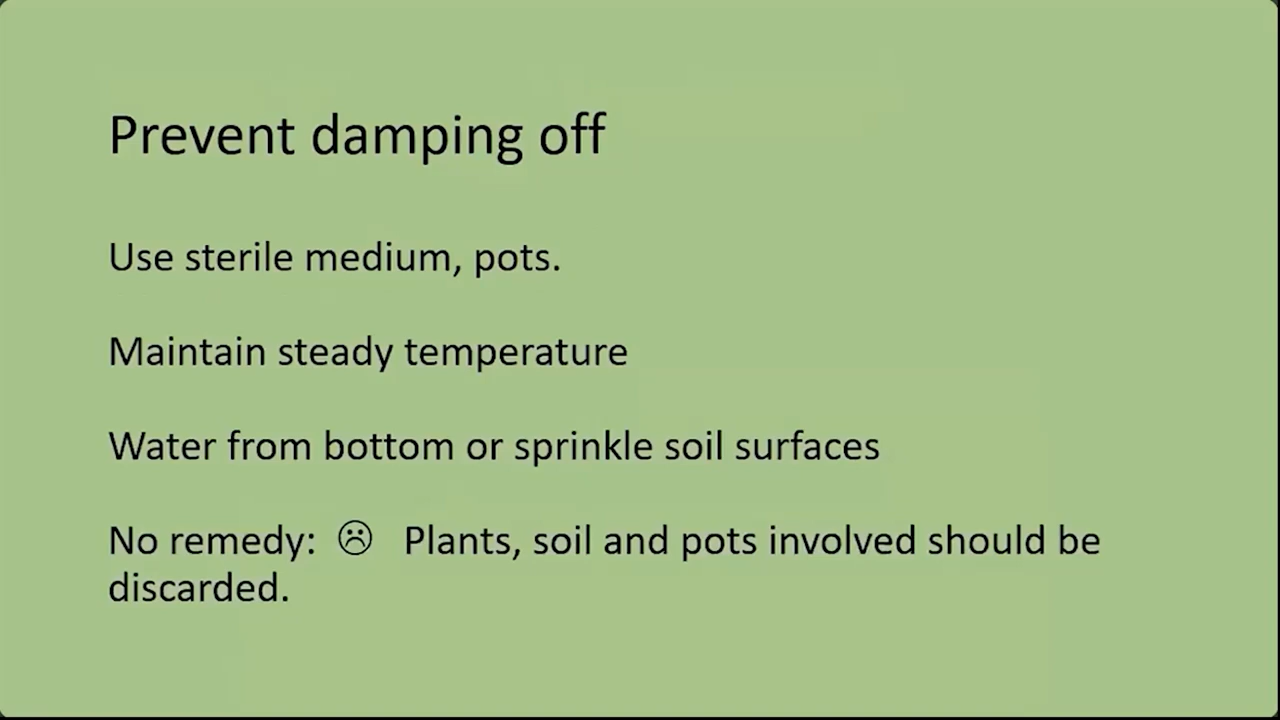 Prevent damping off
Use sterile medium, pots.
Maintain steady temperature
Water from bottom or sprinkle soil surfaces
No remedy: ☹ Plants, soil and pots involved should be
discarded.